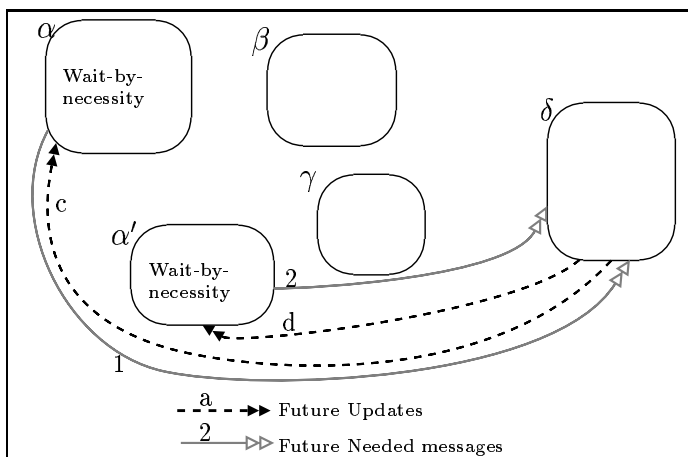 α
Wait-by-
necessity
β
δ
γ
c
α′
Wait-by-
necessity
2
d
1
a
Future Updates
2
Future Needed messages